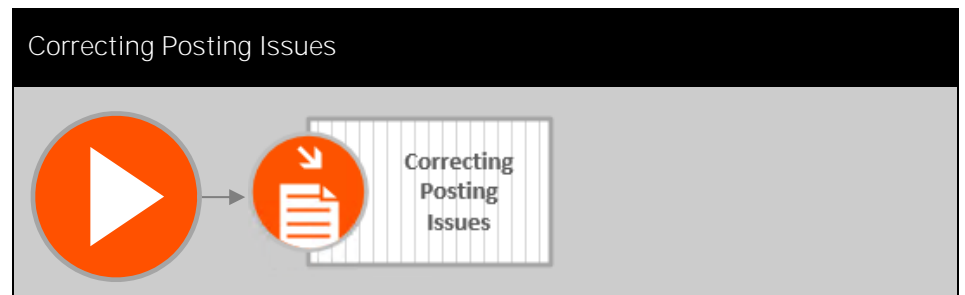 Correcting Posting Issues
Correcting
Posting
Issues